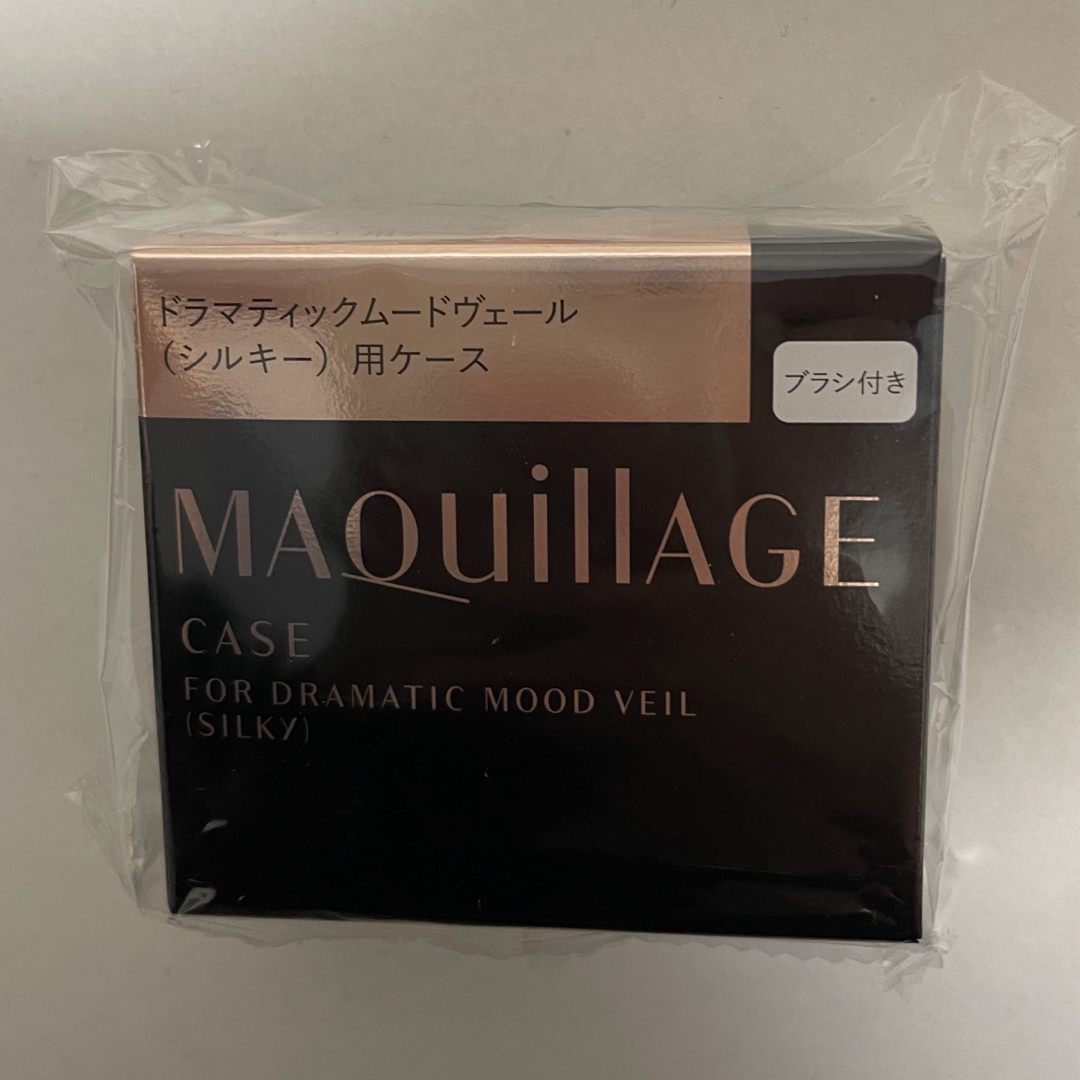 ドラマティックムードヴェール
（シルキー）用ケース
ブラシ付き
MAQuillAGE
CASE
FOR DRAMATIC MOOD VEIL
(SILKY)